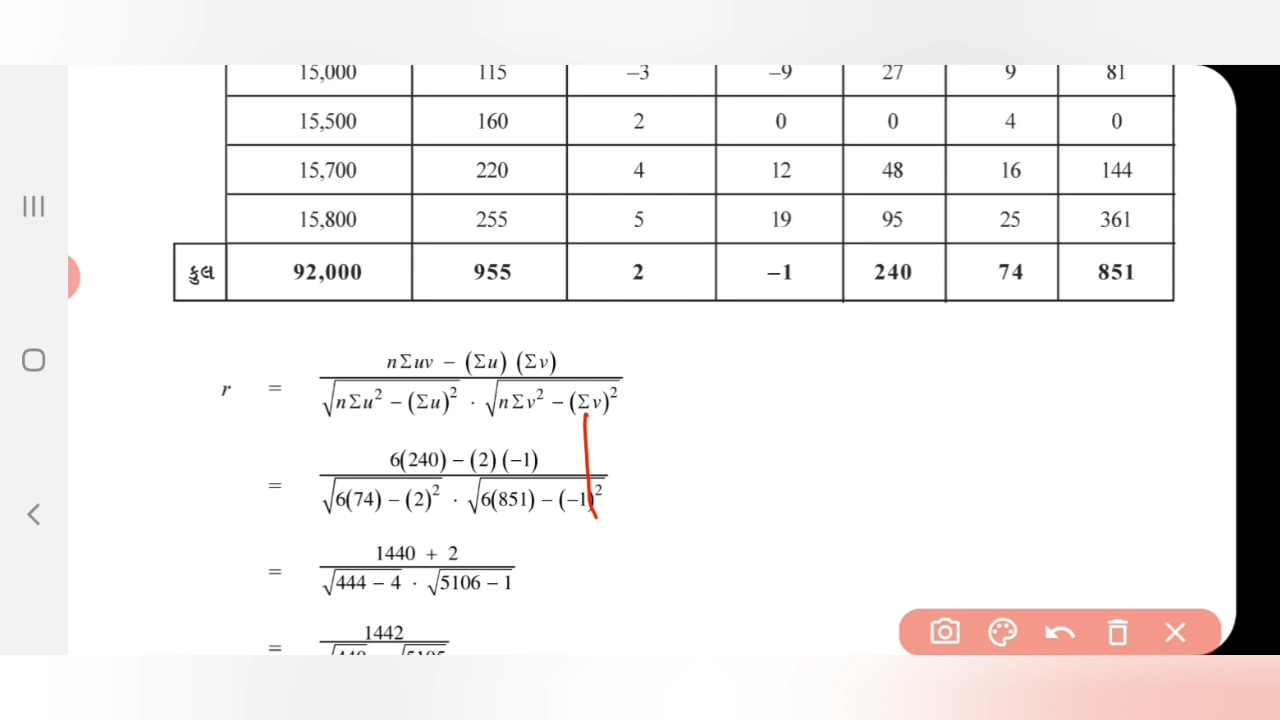 15,000 115 –3 –9 27 9 81
15,500 160 2 0 0 4 0
15,700 220 4 12 48 16 144
15,800 255 5 19 95 25 361
કુલ 92,000 955 2 –1 240 74 851
r = nΣuv – (Σu) (Σv)
√nΣu² – (Σu)² · √nΣv² – (Σv)²
= 6(240) – (2) (–1)
√6(74) – (2)² · √6(851) – (–1)²
= 1440 + 2
√444 – 4 · √5106 – 1
= 1442
√440 √5105